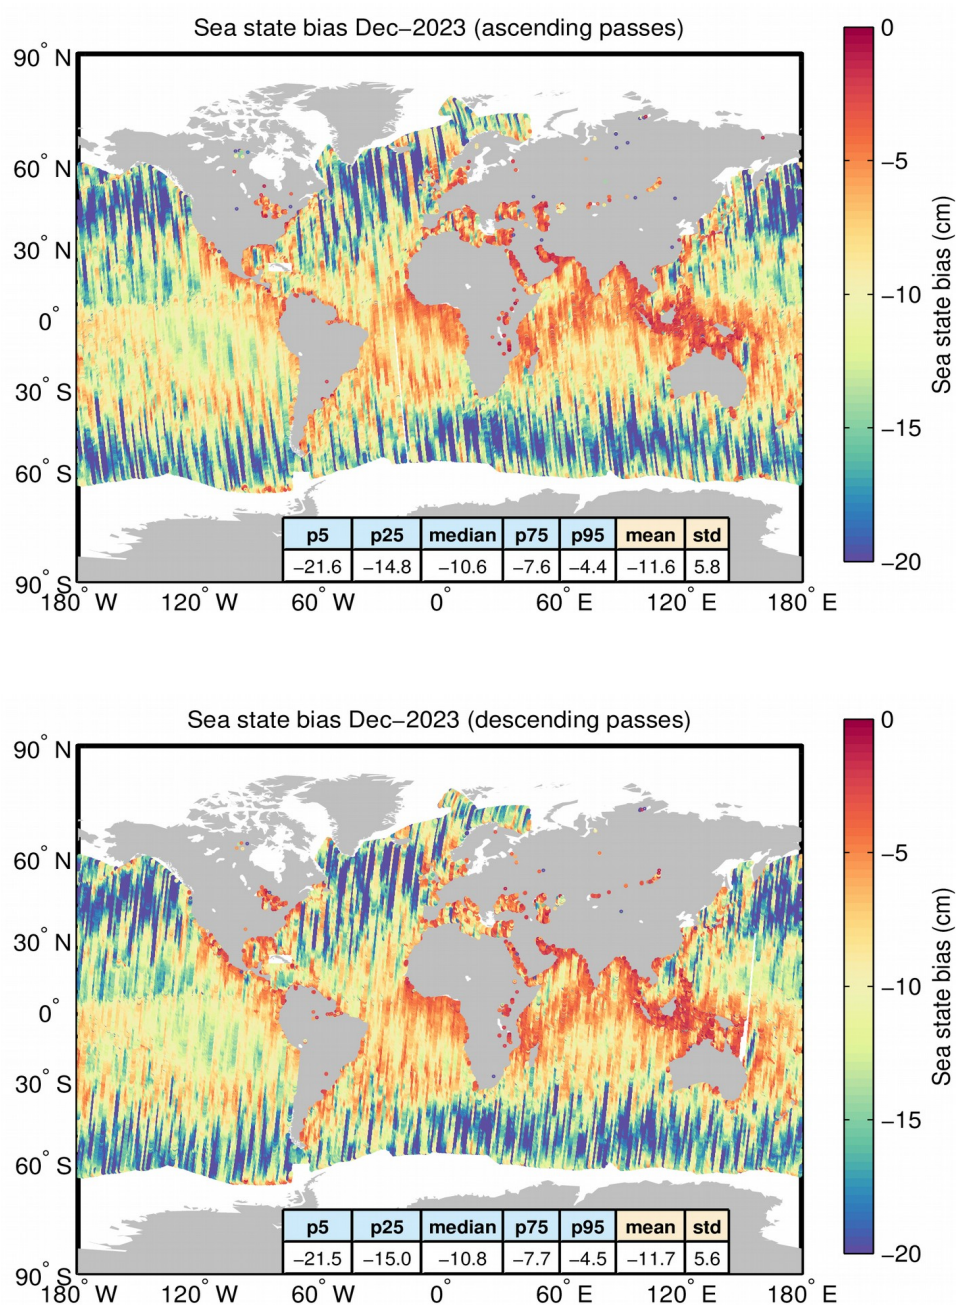 Sea state bias Dec−2023 (ascending passes)
90° N
60° N
30° N
0°
30° S
60° S
90° S
180° W 120° W 60° W 0° 60° E 120° E 180° E
p5 p25 median p75 p95 mean std
−21.6 −14.8 −10.6 −7.6 −4.4 −11.6 5.8
0
−5
−10
−15
−20
Sea state bias (cm)
Sea state bias Dec−2023 (descending passes)
90° N
60° N
30° N
0°
30° S
60° S
90° S
180° W 120° W 60° W 0° 60° E 120° E 180° E
p5 p25 median p75 p95 mean std
−21.5 −15.0 −10.8 −7.7 −4.5 −11.7 5.6
0
−5
−10
−15
−20
Sea state bias (cm)